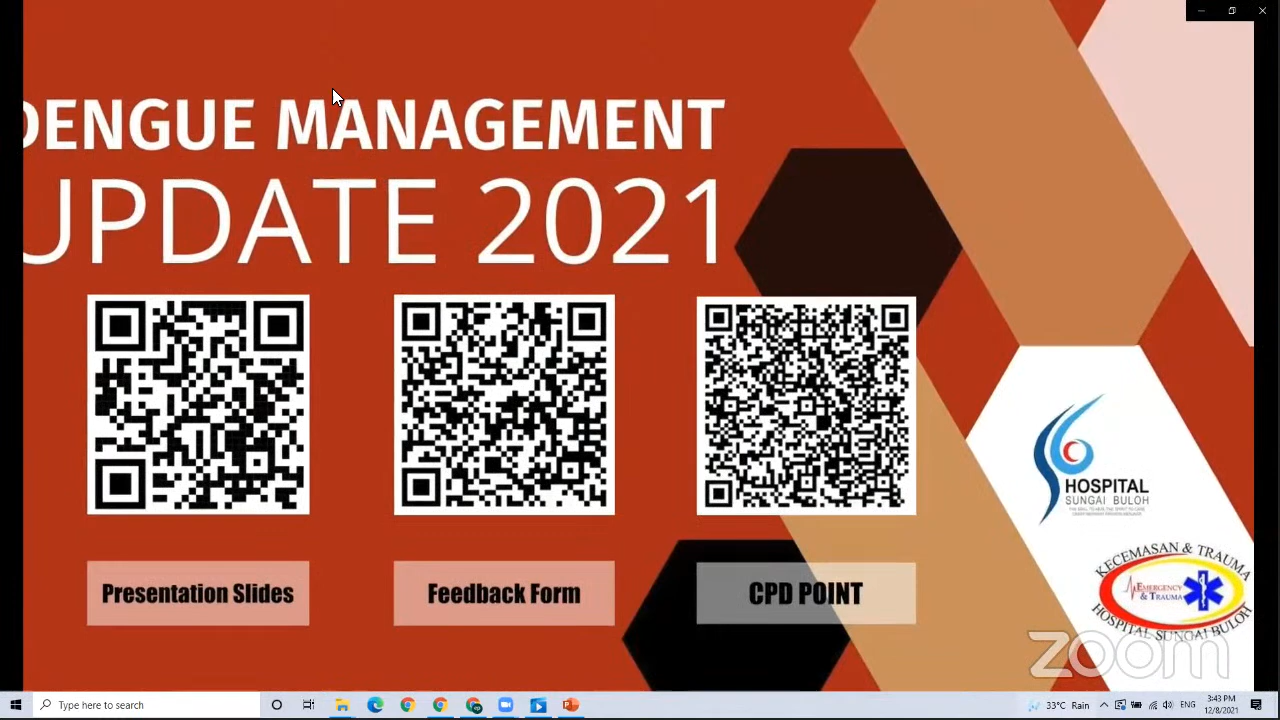 DENGUE MANAGEMENT
UPDATE 2021
Presentation Slides
Feedback Form
CPD POINT
HOSPITAL
SUNGAI BULOH
KECEMASAN & TRAUMA
EMERGENCY
& TRAUMA
HOSPITAL SUNGAI BULOH
zoom
Type here to search
33°C Rain
ENG
3:43 PM
12/8/2021